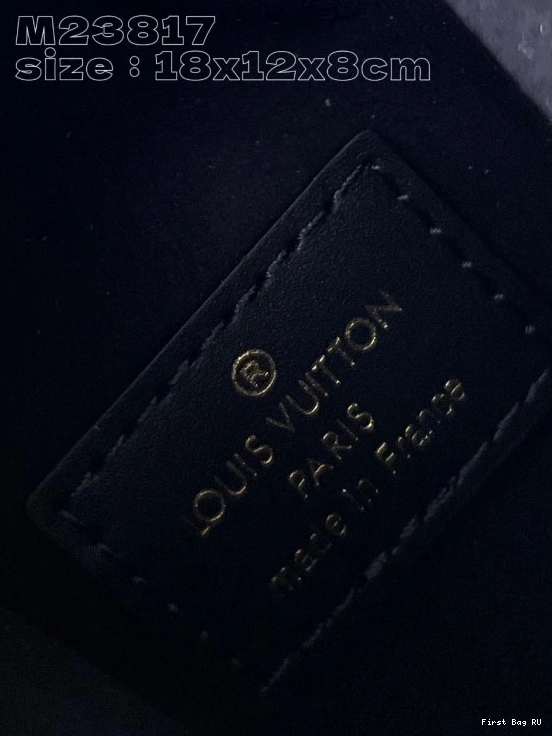 M23817
size : 18x12x8cm
®
LOUIS VUITTON
PARIS
made in France
First Bag RU